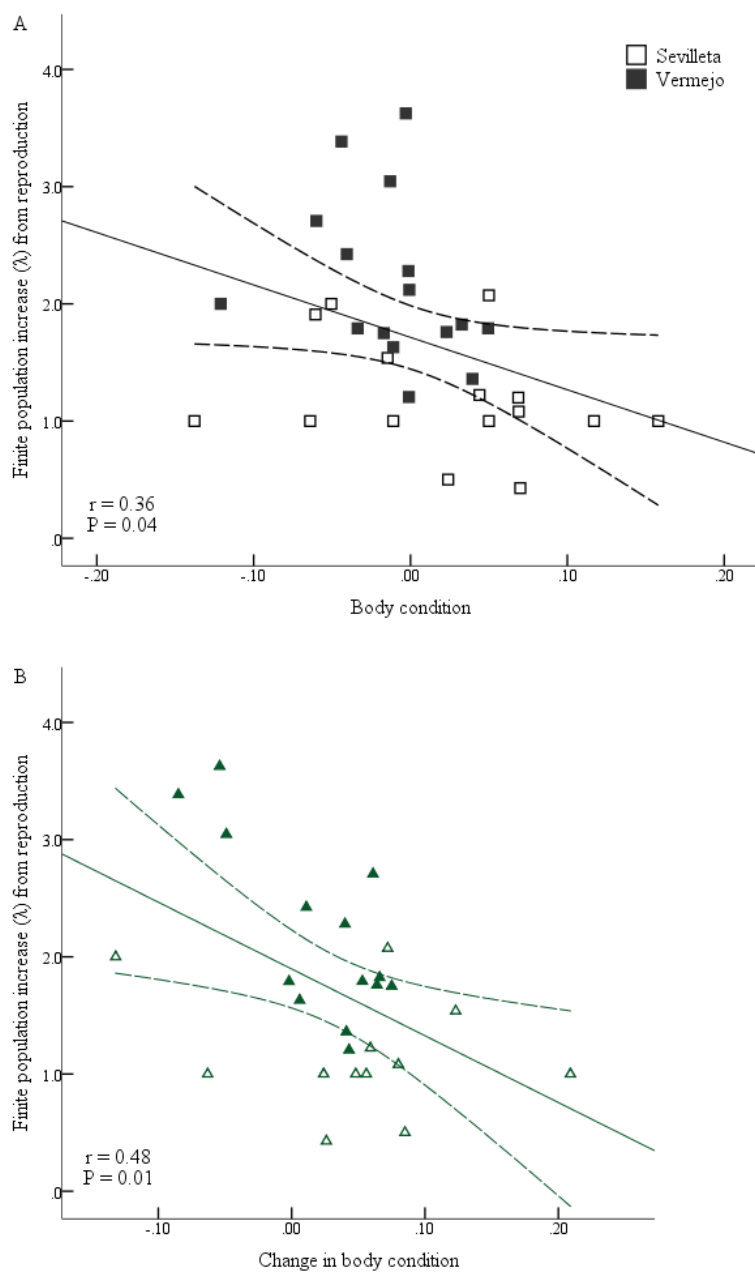 A
Sevilleta
Vermejo
Finite population increase (λ) from reproduction
4.0
3.0
2.0
1.0
.0
r = 0.36
P = 0.04
-.20
-.10
.00
.10
.20
Body condition
B
Finite population increase (λ) from reproduction
4.0
3.0
2.0
1.0
.0
r = 0.48
P = 0.01
-.10
.00
.10
.20
Change in body condition